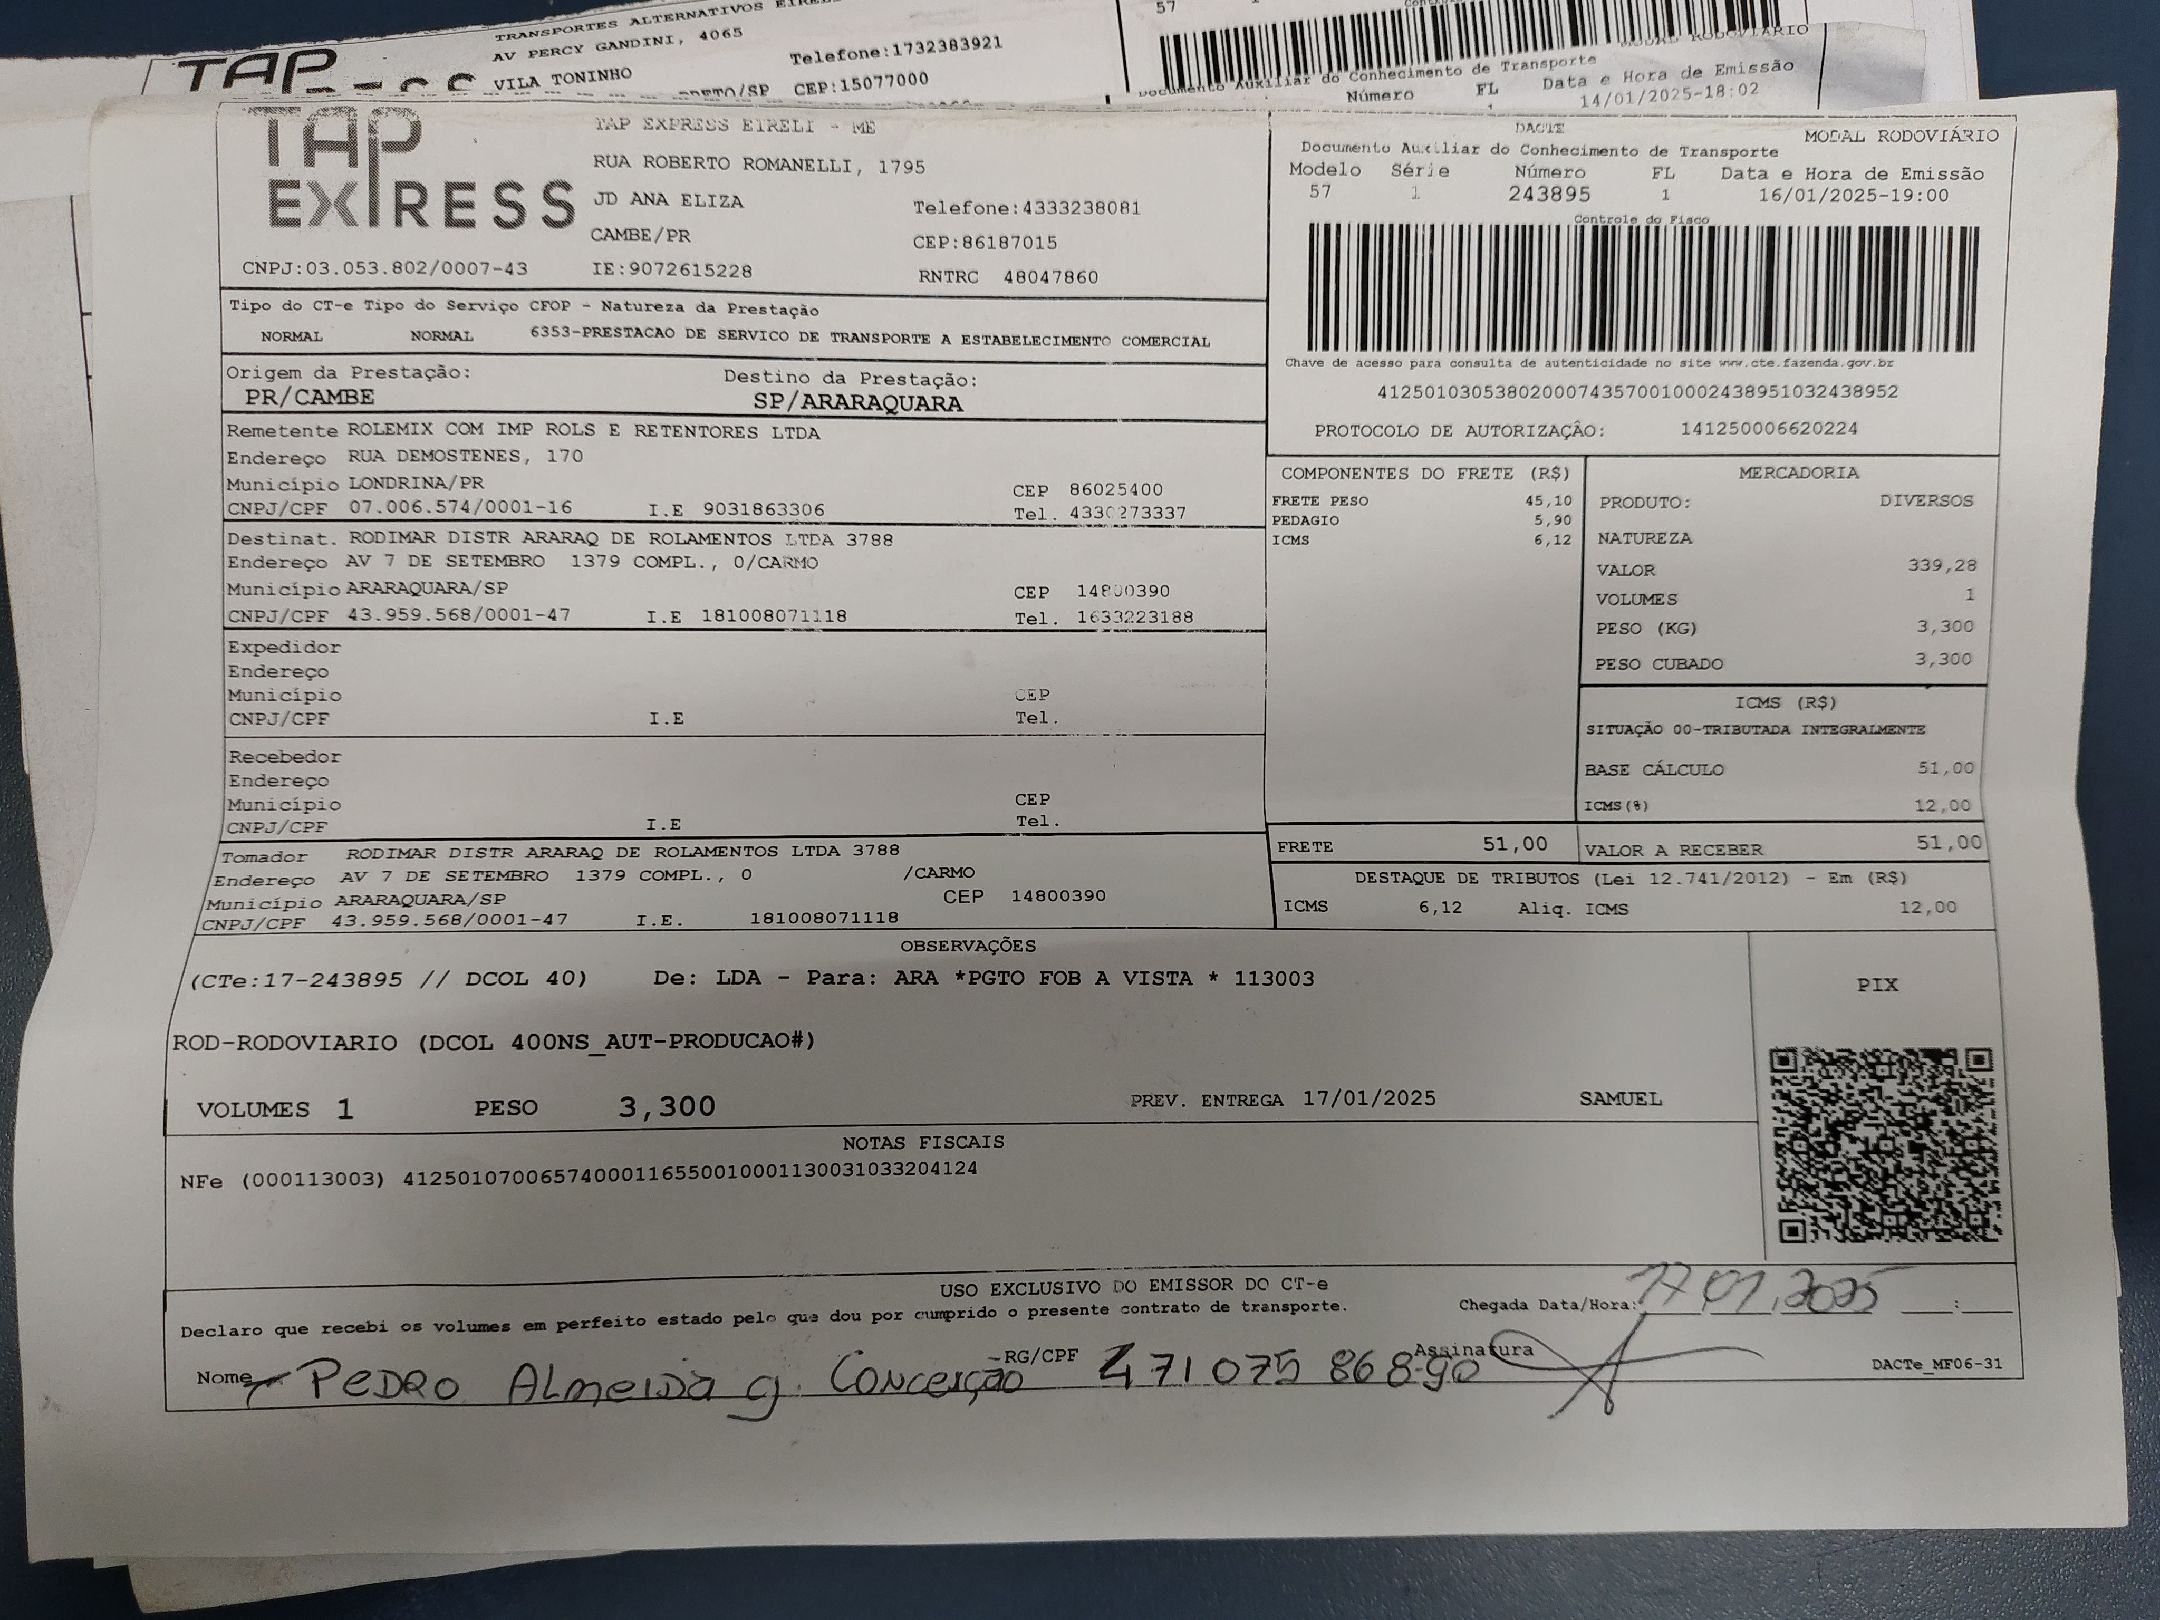 TRANSPORTES ALTERNATIVOS
AV PERCY GANDINI, 4065
VILA TONINHO
Telefone:1732383921
CEP:15077000
TAP
57
MODAL RODOVIÁRIO
Documento Auxiliar do Conhecimento de Transporte
Número FL Data e Hora de Emissão
14/01/2025-18:02
TAP EXPRESS
TAP EXPRESS EIRELI - ME
RUA ROBERTO ROMANELLI, 1795
JD ANA ELIZA Telefone:4333238081
CAMBE/PR CEP:86187015
CNPJ:03.053.802/0007-43 IE:9072615228 RNTRC 48047860
DACTE MODAL RODOVIÁRIO
Documento Auxiliar do Conhecimento de Transporte
Modelo Série Número FL Data e Hora de Emissão
57 1 243895 1 16/01/2025-19:00
Controle do Fisco
Chave de acesso para consulta de autenticidade no site www.cte.fazenda.gov.br
41250103053802000743570010002438951032438952
PROTOCOLO DE AUTORIZAÇÃO: 141250006620224
Tipo do CT-e Tipo do Serviço CFOP - Natureza da Prestação
NORMAL NORMAL 6353-PRESTACAO DE SERVICO DE TRANSPORTE A ESTABELECIMENTO COMERCIAL
Origem da Prestação: Destino da Prestação:
PR/CAMBE SP/ARARAQUARA
Remetente ROLEMIX COM IMP ROLS E RETENTORES LTDA
Endereço RUA DEMOSTENES, 170
Município LONDRINA/PR CEP 86025400
CNPJ/CPF 07.006.574/0001-16 I.E 9031863306 Tel. 4330273337
Destinat. RODIMAR DISTR ARARAQ DE ROLAMENTOS LTDA 3788
Endereço AV 7 DE SETEMBRO 1379 COMPL., 0/CARMO
Município ARARAQUARA/SP CEP 14800390
CNPJ/CPF 43.959.568/0001-47 I.E 181008071118 Tel. 1633223188
Expedidor
Endereço
Município CEP
CNPJ/CPF I.E Tel.
Recebedor
Endereço
Município CEP
CNPJ/CPF I.E Tel.
Tomador RODIMAR DISTR ARARAQ DE ROLAMENTOS LTDA 3788
Endereço AV 7 DE SETEMBRO 1379 COMPL., 0 /CARMO
Município ARARAQUARA/SP CEP 14800390
CNPJ/CPF 43.959.568/0001-47 I.E. 181008071118
COMPONENTES DO FRETE (R$)
FRETE PESO 45,10
PEDAGIO 5,90
ICMS 6,12
MERCADORIA
PRODUTO: DIVERSOS
NATUREZA
VALOR 339,28
VOLUMES 1
PESO (KG) 3,300
PESO CUBADO 3,300
ICMS (R$)
SITUAÇÃO 00-TRIBUTADA INTEGRALMENTE
BASE CÁLCULO 51,00
ICMS(%) 12,00
FRETE 51,00 VALOR A RECEBER 51,00
DESTAQUE DE TRIBUTOS (Lei 12.741/2012) - Em (R$)
ICMS 6,12 Aliq. ICMS 12,00
OBSERVAÇÕES
(CTe:17-243895 // DCOL 40) De: LDA - Para: ARA *PGTO FOB A VISTA * 113003
ROD-RODOVIARIO (DCOL 400NS_AUT-PRODUCAO#)
VOLUMES 1 PESO 3,300 PREV. ENTREGA 17/01/2025 SAMUEL
PIX
NOTAS FISCAIS
NFe (000113003) 41250107006574000116550010001130031033204124
USO EXCLUSIVO DO EMISSOR DO CT-e
Declaro que recebi os volumes em perfeito estado pelo que dou por cumprido o presente contrato de transporte.
Chegada Data/Hora: 17 01, 2025 :
Nome PEDRO Almeida g. Conceição RG/CPF 471 075 868-90 Assinatura
DACTe_MF06-31